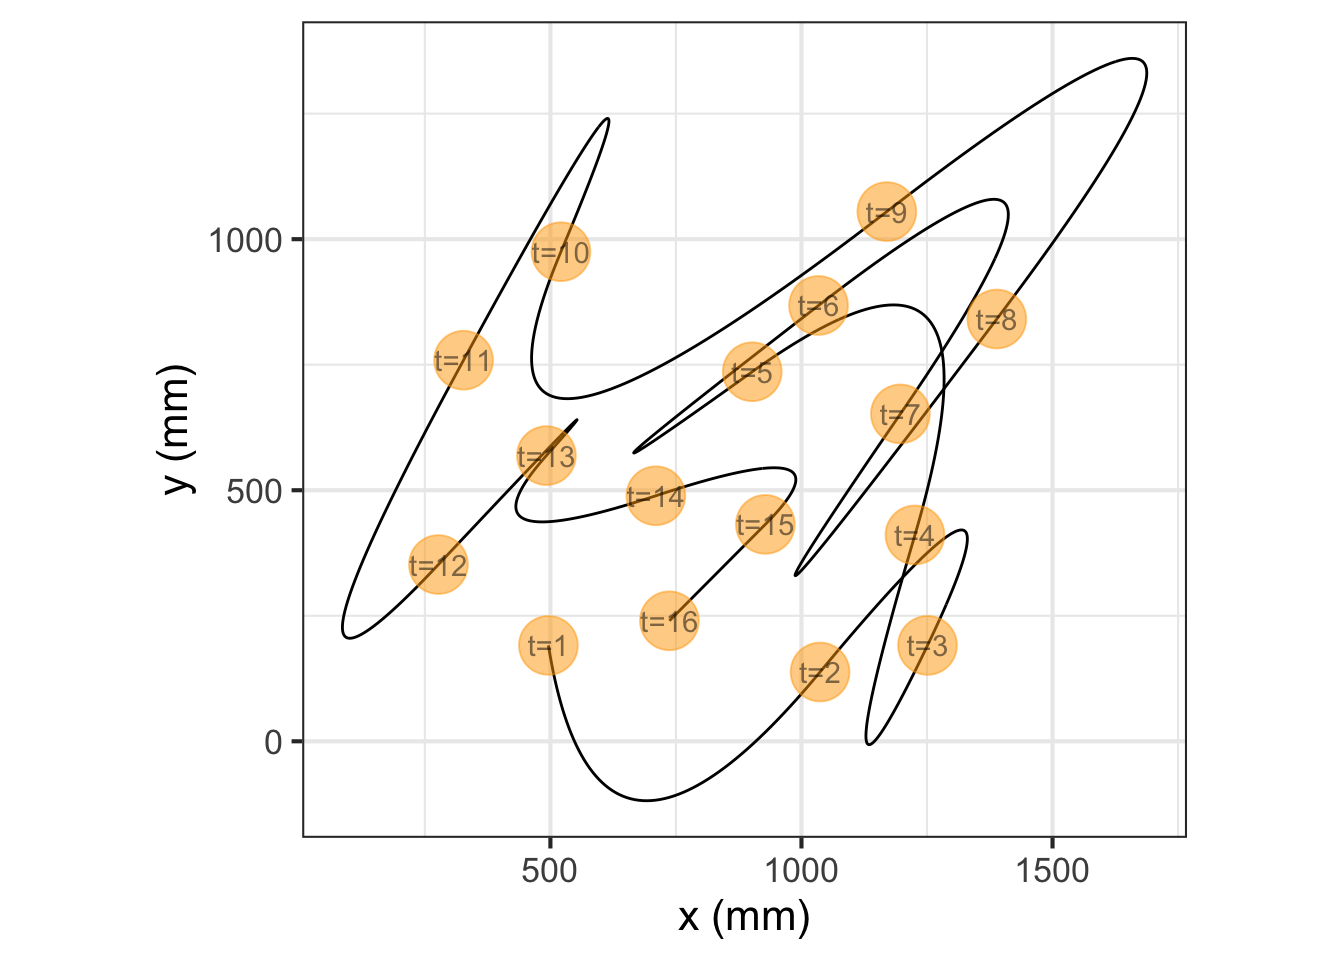 t=9
t=10
t=6
t=8
t=11
t=5
t=7
t=13
t=14
t=15
t=4
t=12
t=16
t=1
t=3
t=2
1000
500
0
500 1000 1500
x (mm)
y (mm)